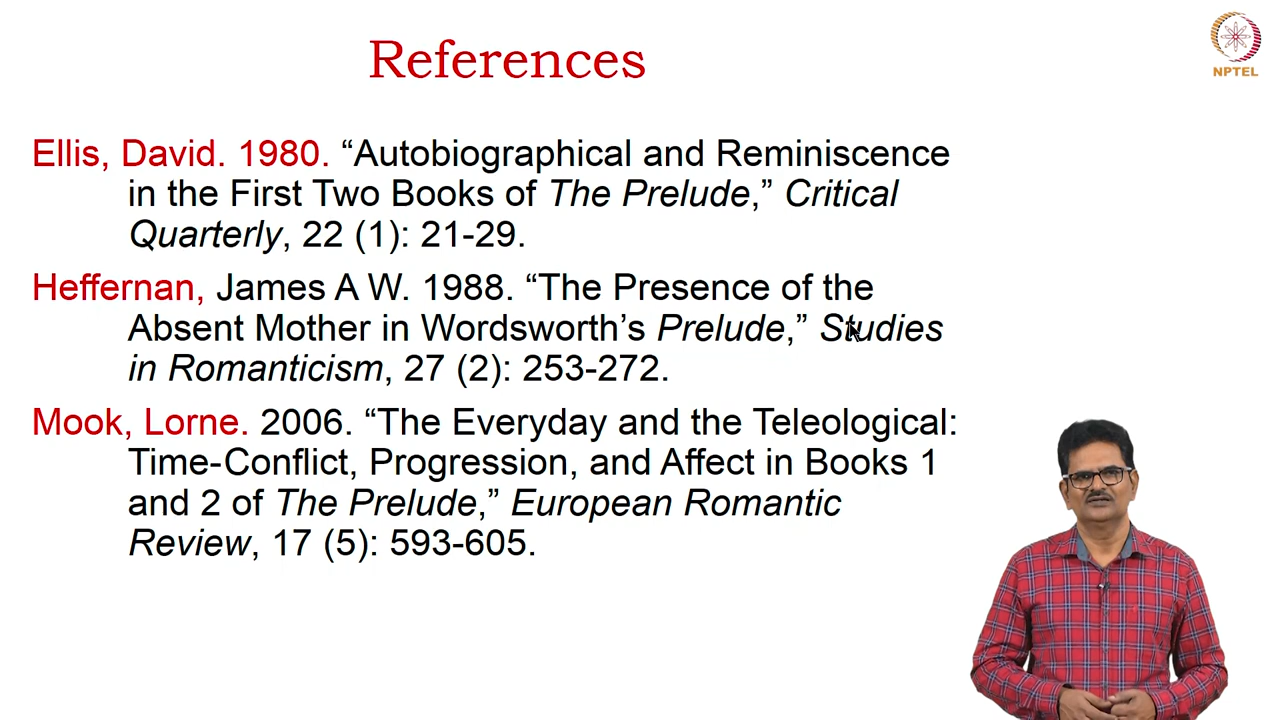 References
NPTEL
Ellis, David. 1980. “Autobiographical and Reminiscence
in the First Two Books of The Prelude,” Critical
Quarterly, 22 (1): 21-29.
Heffernan, James A W. 1988. “The Presence of the
Absent Mother in Wordsworth’s Prelude,” Studies
in Romanticism, 27 (2): 253-272.
Mook, Lorne. 2006. “The Everyday and the Teleological:
Time-Conflict, Progression, and Affect in Books 1
and 2 of The Prelude,” European Romantic
Review, 17 (5): 593-605.